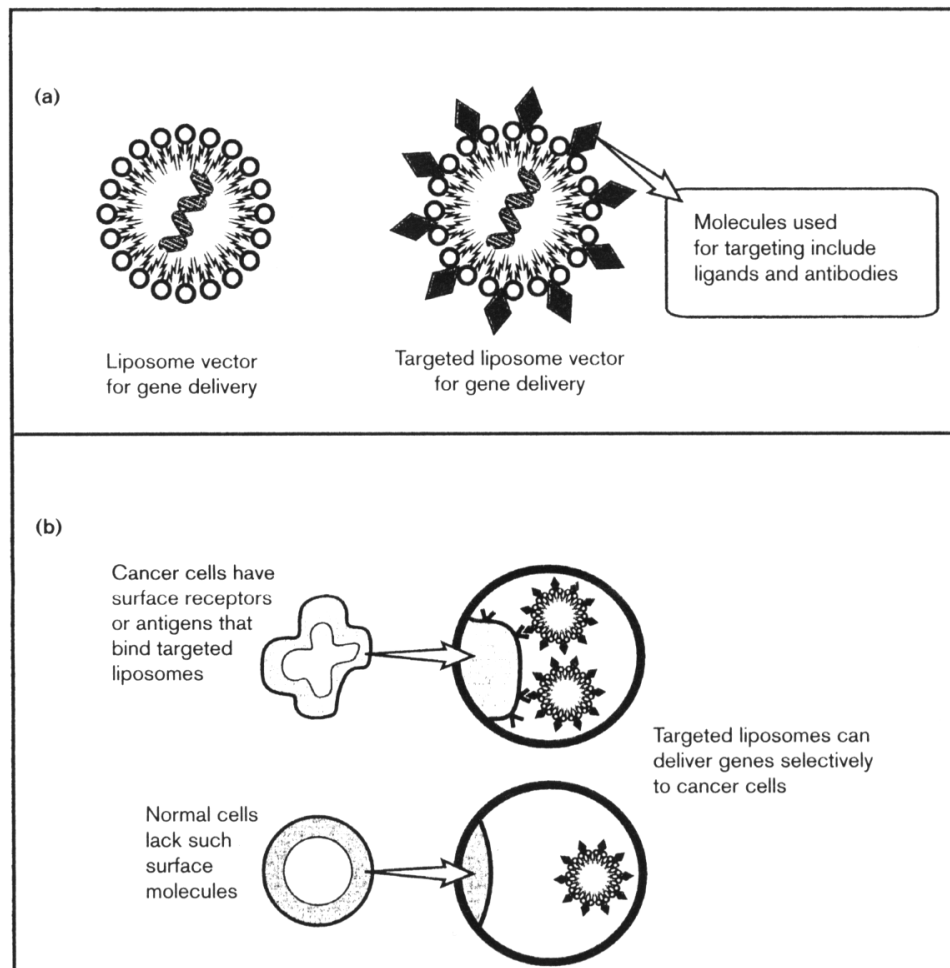 (a)
Liposome vector
for gene delivery
Targeted liposome vector
for gene delivery
Molecules used
for targeting include
ligands and antibodies
(b)
Cancer cells have
surface receptors
or antigens that
bind targeted
liposomes
Targeted liposomes can
deliver genes selectively
to cancer cells
Normal cells
lack such
surface
molecules